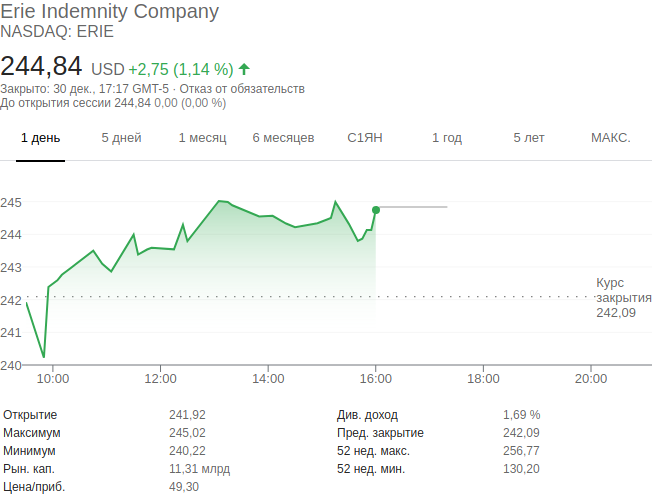 Erie Indemnity Company
NASDAQ: ERIE
244,84 USD +2,75 (1,14 %)
Закрыто: 30 дек., 17:17 GMT-5 · Отказ от обязательств
До открытия сессии 244,84 0,00 (0,00 %)
1 день 5 дней 1 месяц 6 месяцев С1ЯН 1 год 5 лет МАКС.
245
244
243
Курс
242 закрытия
242,09
241
240
10:00 12:00 14:00 16:00 18:00 20:00
Открытие 241,92 Див. доход 1,69 %
Максимум 245,02 Пред. закрытие 242,09
Минимум 240,22 52 нед. макс. 256,77
Рын. кап. 11,31 млрд 52 нед. мин. 130,20
Цена/приб. 49,30